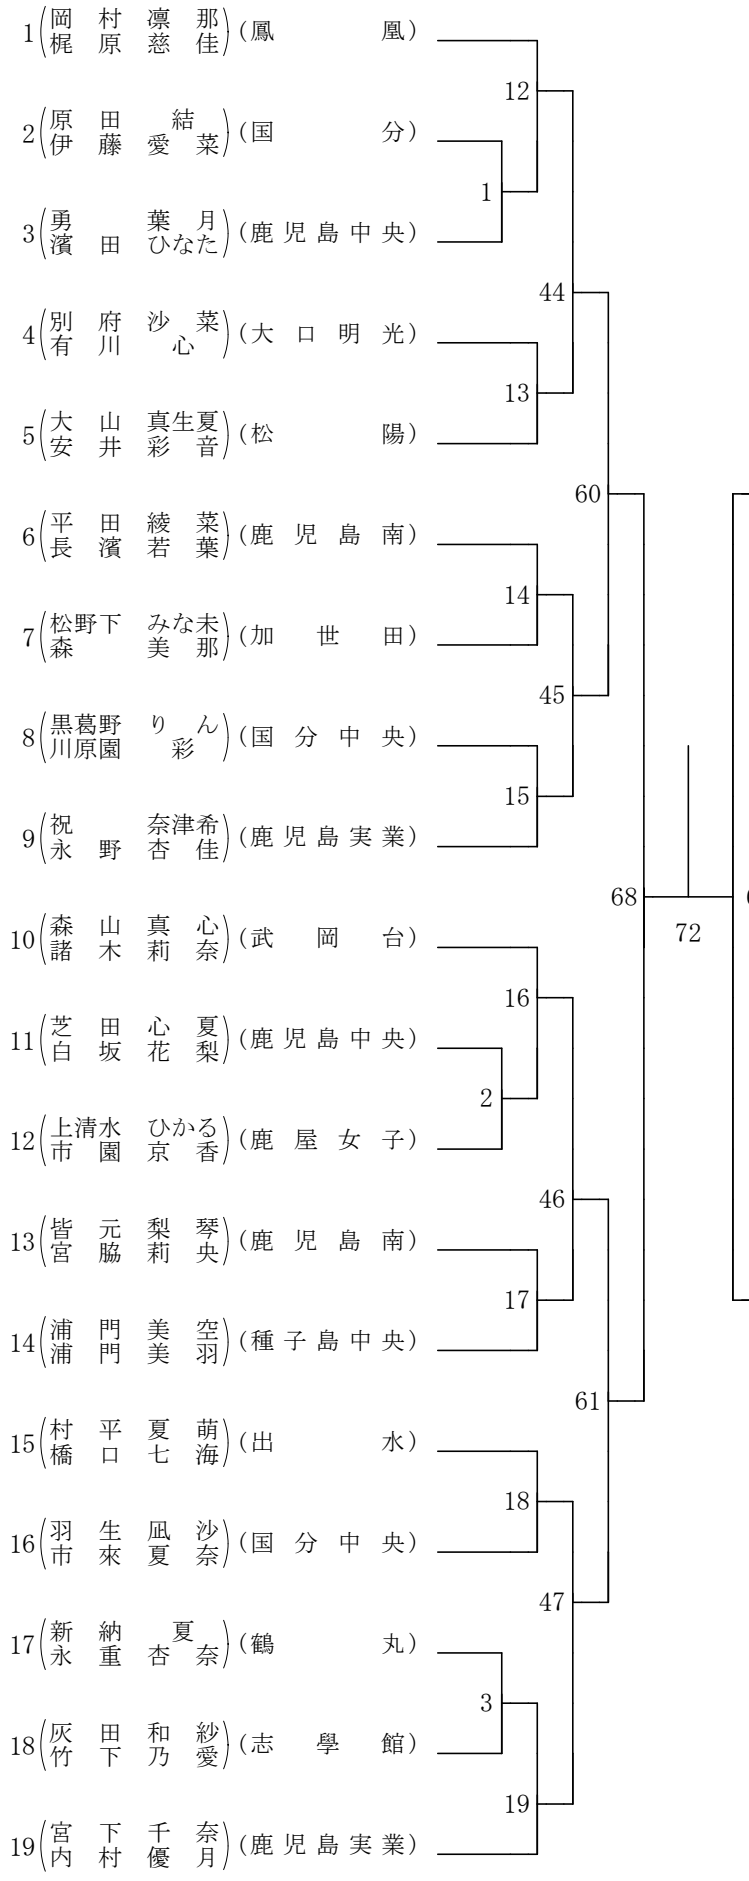 1 岡村凛那 (鳳凰)
梶原慈佳
12
2 原田結 (国分)
伊藤愛菜
1
3 勇葉月 (鹿児島中央)
濱田ひなた
44
4 別府沙菜 (大口明光)
有川心
13
5 大山真生夏 (松陽)
安井彩音
60
6 平田綾菜 (鹿児島南)
長濱若葉
14
7 松野下みな未 (加世田)
森美那
45
8 黒葛野りん (国分中央)
川原園彩
15
9 祝奈津希 (鹿児島実業)
永野杏佳
68
72
10 森山真心 (武岡台)
諸木莉奈
16
11 芝田心夏 (鹿児島中央)
白坂花梨
2
12 上清水ひかる (鹿屋女子)
市園京香
46
13 皆元梨琴 (鹿児島南)
宮脇莉央
17
14 浦門美空 (種子島中央)
浦門美羽
61
15 村平夏萌 (出水)
橋口七海
18
16 羽生凪沙 (国分中央)
市來夏奈
47
17 新納夏 (鶴丸)
永重杏奈
3
18 灰田和紗 (志學館)
竹下乃愛
19
19 宮下千奈 (鹿児島実業)
内村優月